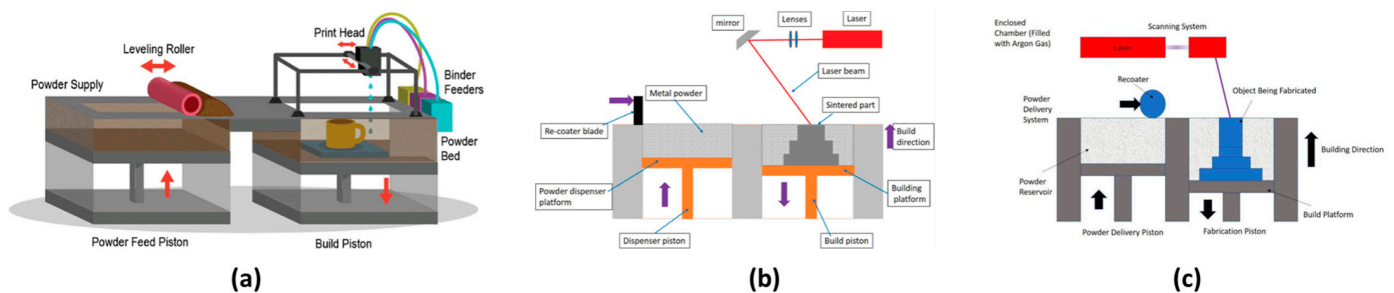 Print Head
Leveling Roller
Powder Supply
Binder
Feeders
Powder
Bed
Powder Feed Piston
Build Piston
(a)
mirror
Lenses
Laser
Laser beam
Metal powder
Sintered part
Re-coater blade
Build
direction
Powder dispenser
platform
Building
platform
Dispenser piston
Build piston
(b)
Enclosed
Chamber (Filled
with Argon Gas)
Scanning System
Laser
Recoater
Object Being Fabricated
Powder
Delivery
System
Building Direction
Powder
Reservoir
Build Platform
Powder Delivery Piston
Fabrication Piston
(c)